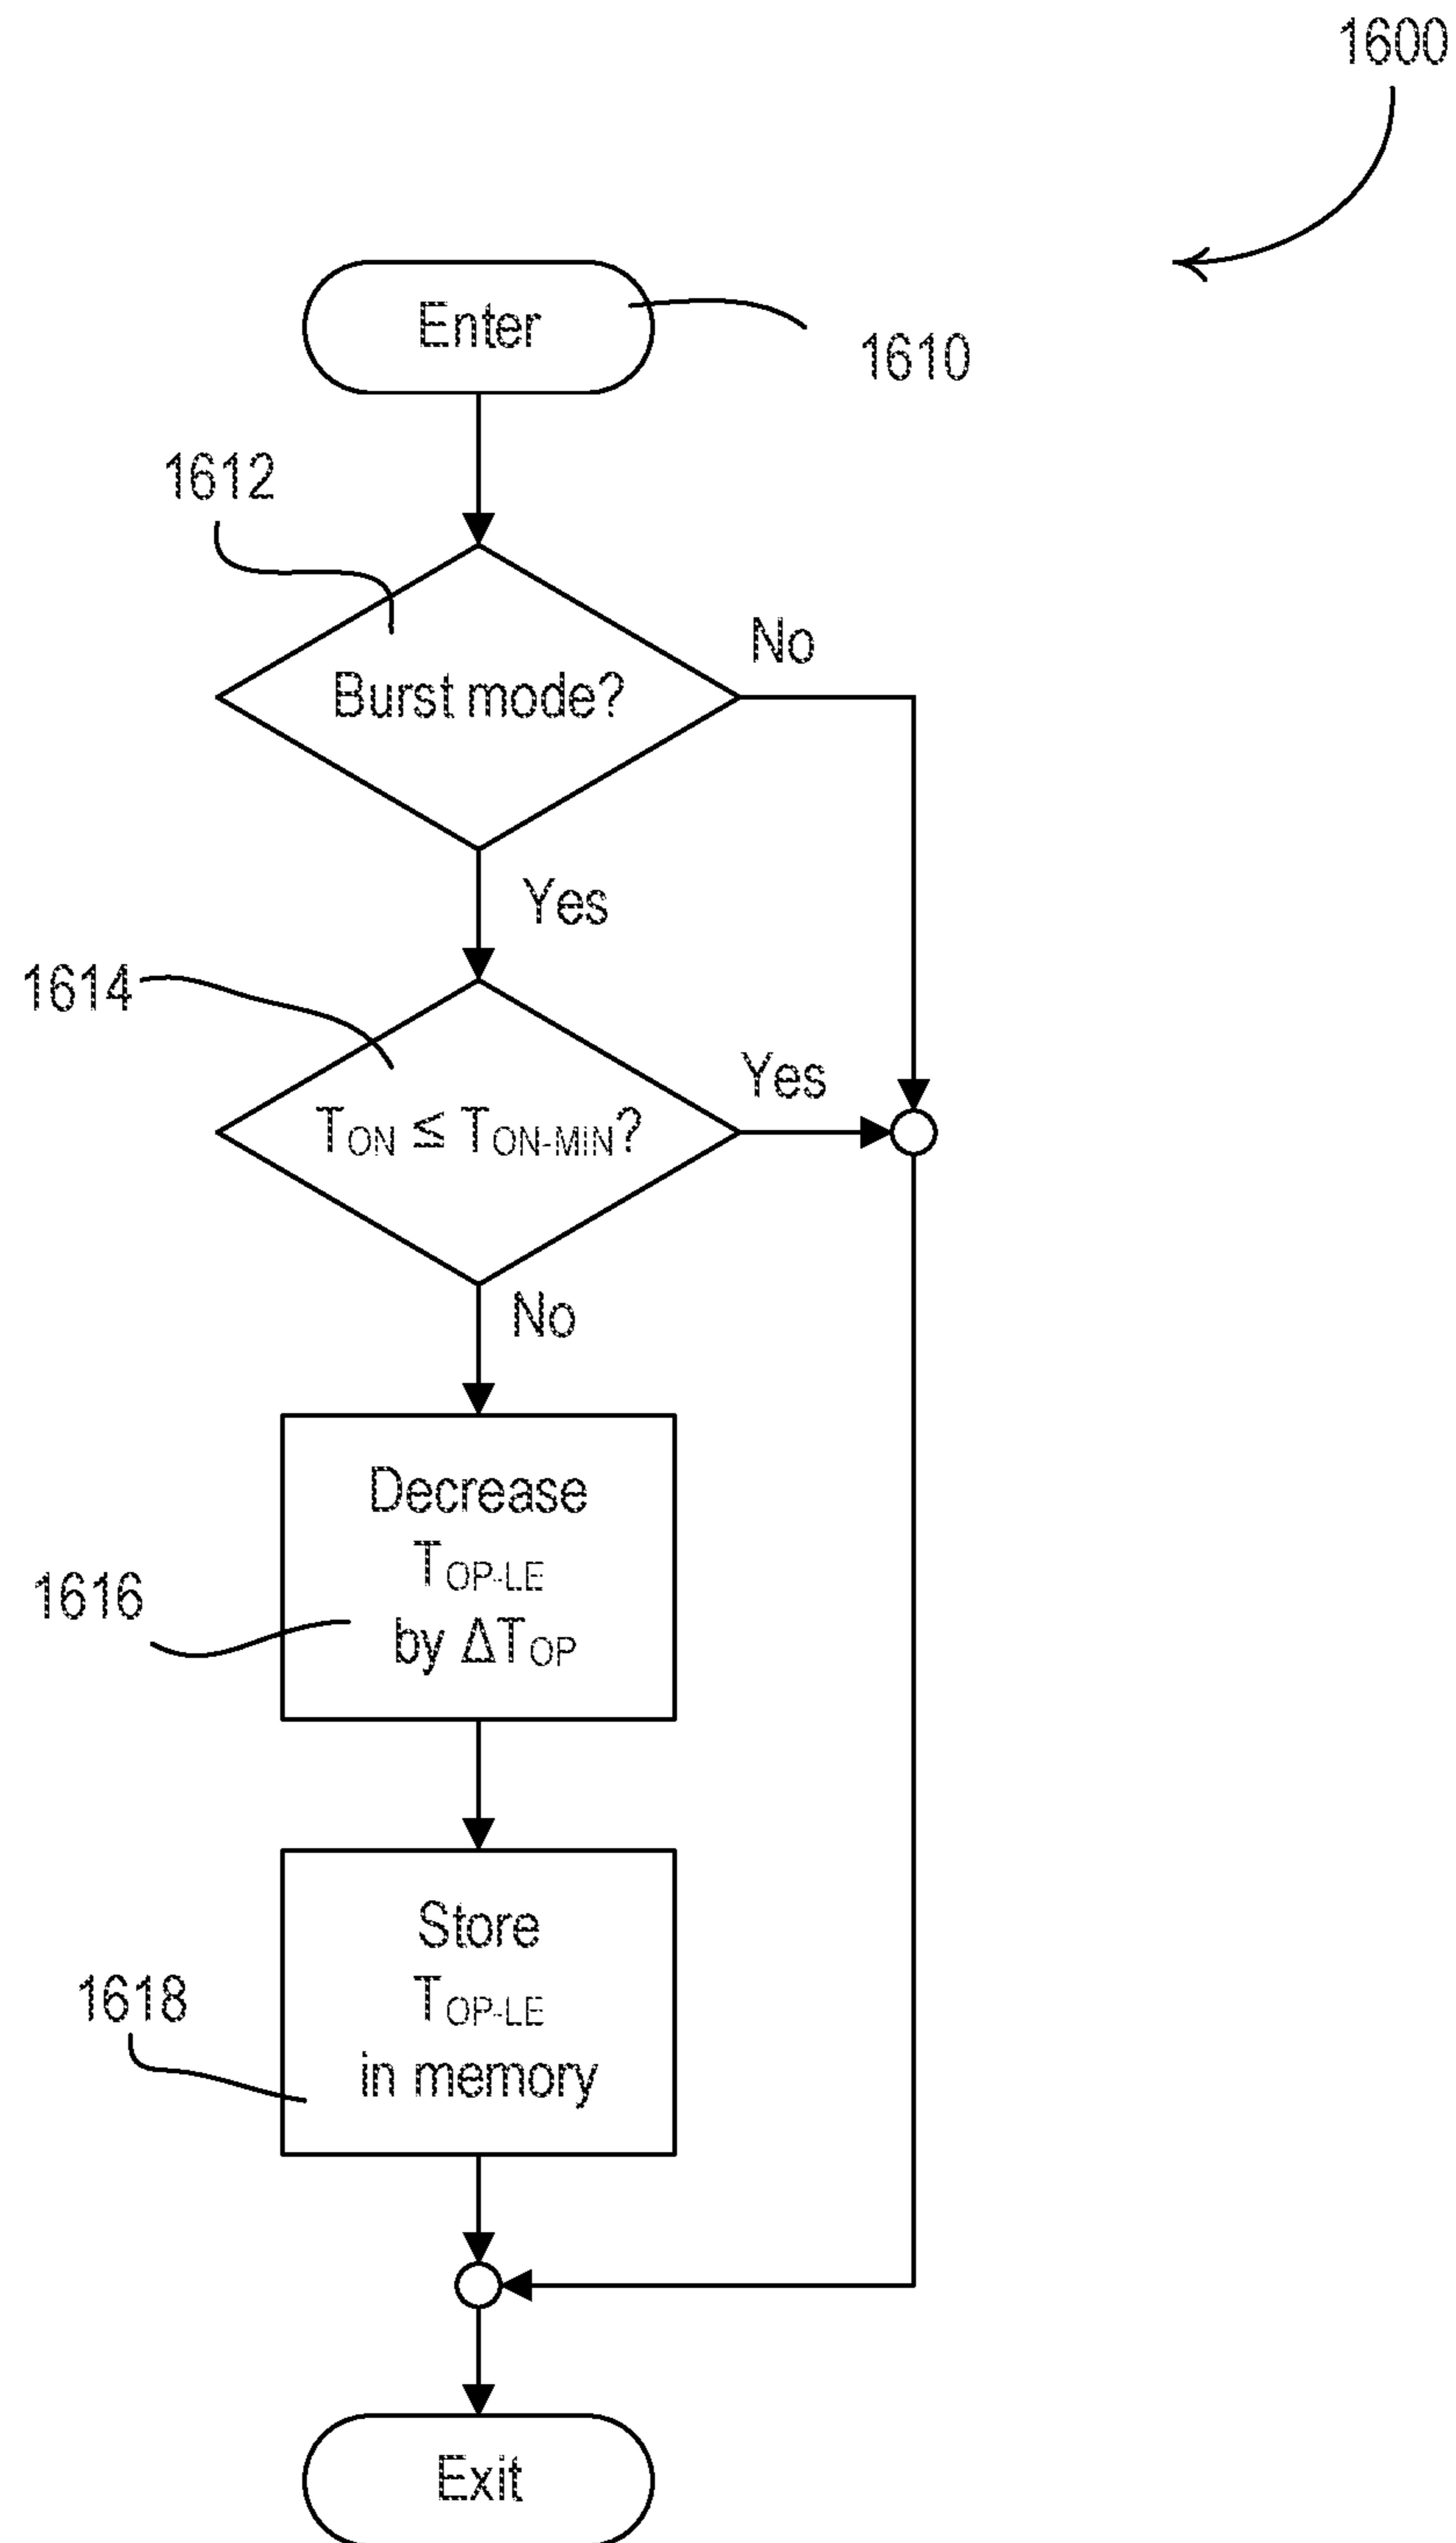 1600
Enter
1610
1612
No
Burst mode?
Yes
1614
Yes
TON ≤ TON-MIN?
No
Decrease
TOP-LE
1616
by ΔTOP
Store
1618
TOP-LE
in memory
Exit